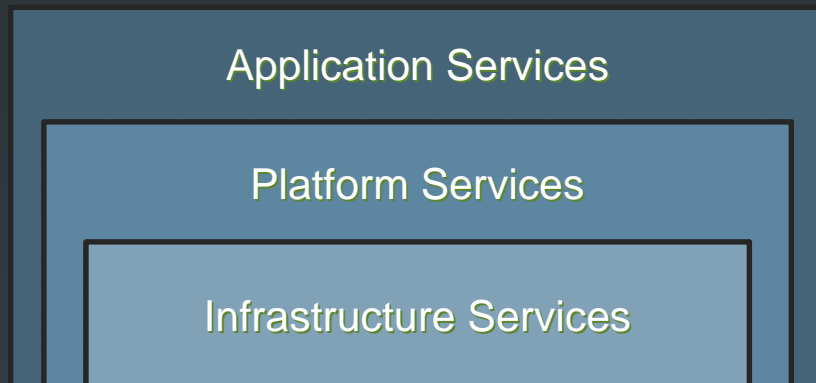 Application Services
Platform Services
Infrastructure Services